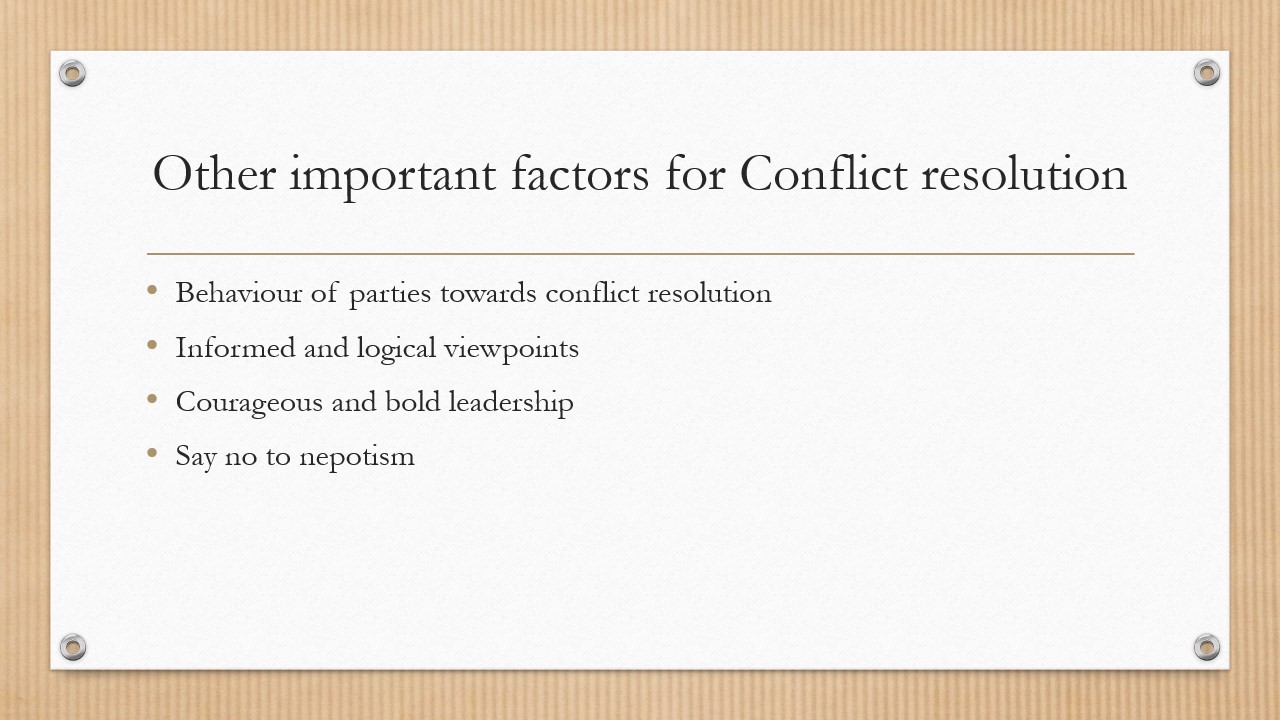 Other important factors for Conflict resolution
• Behaviour of parties towards conflict resolution
• Informed and logical viewpoints
• Courageous and bold leadership
• Say no to nepotism